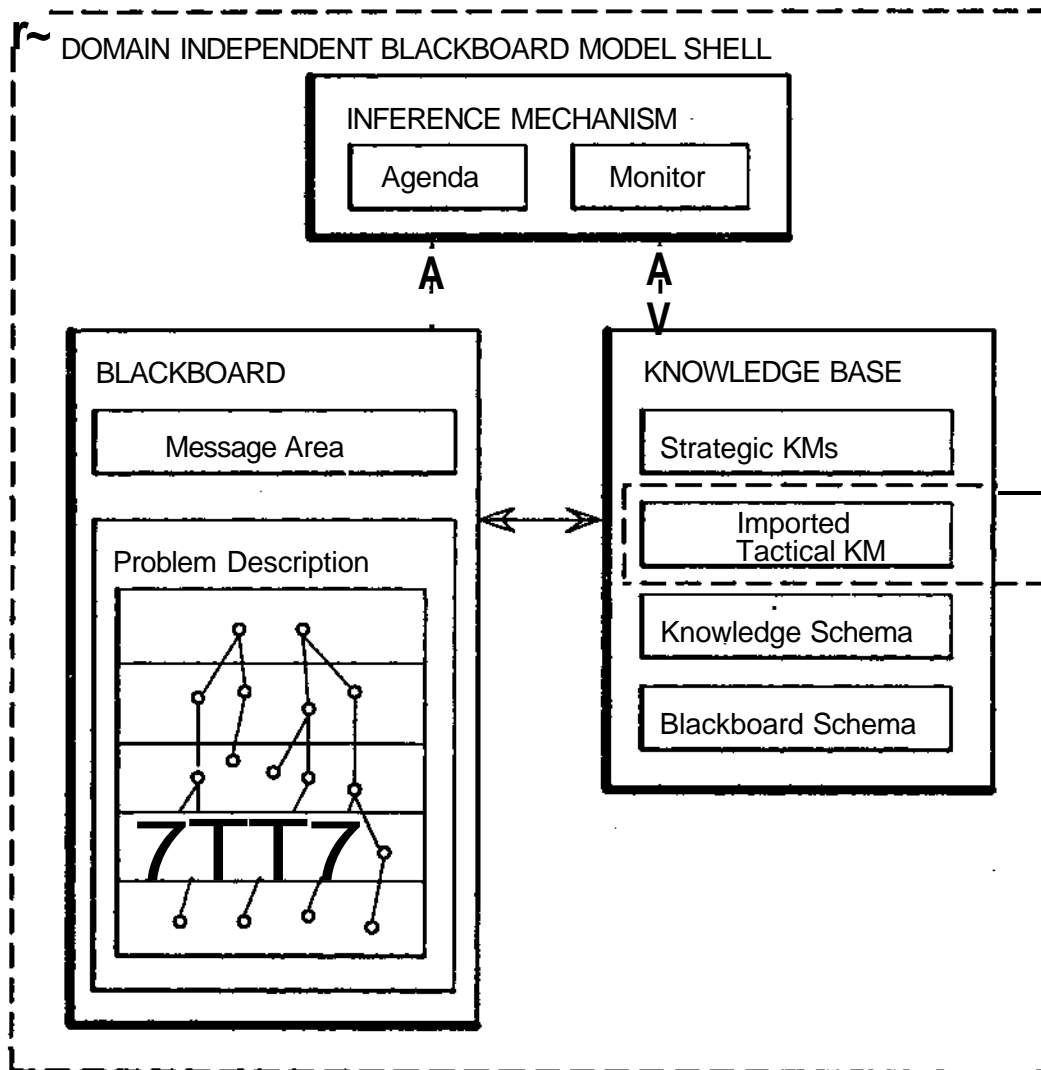 DOMAIN INDEPENDENT BLACKBOARD MODEL SHELL
INFERENCE MECHANISM
Agenda
Monitor
A
A
V
BLACKBOARD
Message Area
Problem Description
7TT7
KNOWLEDGE BASE
Strategic KMs
Imported
Tactical KM
Knowledge Schema
Blackboard Schema